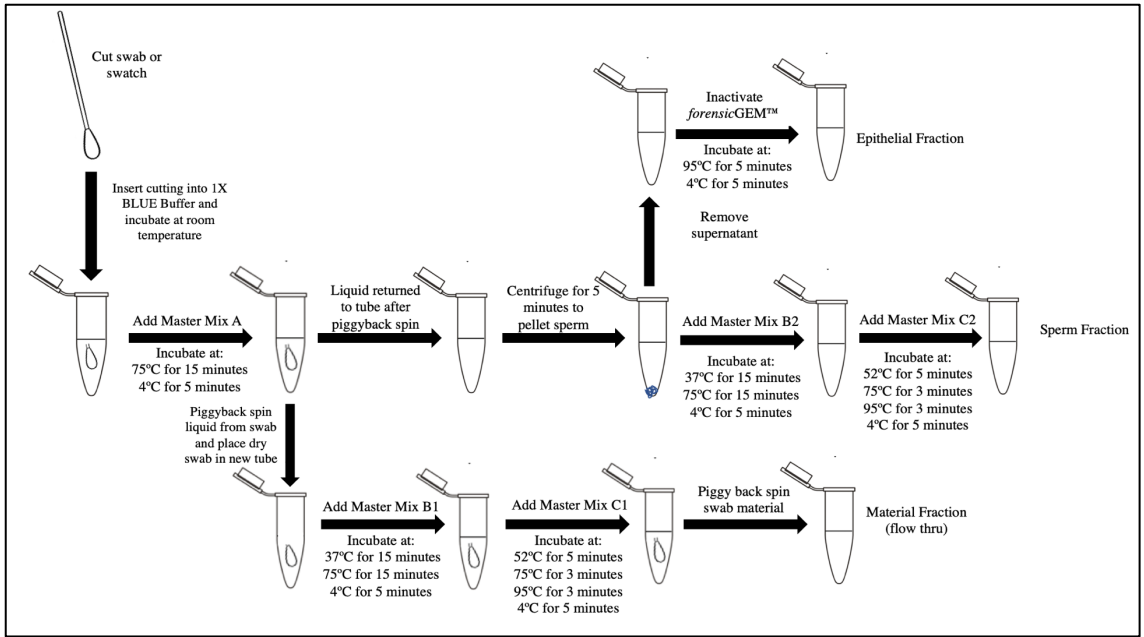 Cut swab or
swatch
Insert cutting into 1X
BLUE Buffer and
incubate at room
temperature
Inactivate
forensicGEM™
Incubate at:
95ºC for 5 minutes
4ºC for 5 minutes
Epithelial Fraction
Remove
supernatant
Add Master Mix A
Incubate at:
75ºC for 15 minutes
4ºC for 5 minutes
Liquid returned
to tube after
piggyback spin
Centrifuge for 5
minutes to
pellet sperm
Add Master Mix B2
Incubate at:
37ºC for 15 minutes
75ºC for 15 minutes
4ºC for 5 minutes
Add Master Mix C2
Incubate at:
52ºC for 5 minutes
75ºC for 3 minutes
95ºC for 3 minutes
4ºC for 5 minutes
Sperm Fraction
Piggyback spin
liquid from swab
and place dry
swab in new tube
Add Master Mix B1
Incubate at:
37ºC for 15 minutes
75ºC for 15 minutes
4ºC for 5 minutes
Add Master Mix C1
Incubate at:
52ºC for 5 minutes
75ºC for 3 minutes
95ºC for 3 minutes
4ºC for 5 minutes
Piggy back spin
swab material
Material Fraction
(flow thru)